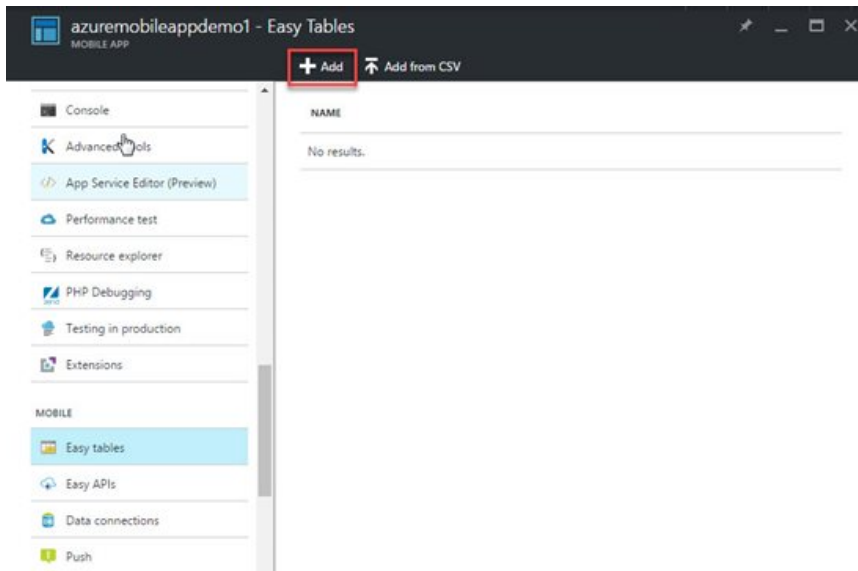 azuremobileappdemo1 - Easy Tables
MOBILE APP
Add
Add from CSV
Console
Advanced Tools
App Service Editor (Preview)
Performance test
Resource explorer
PHP Debugging
Testing in production
Extensions
MOBILE
Easy tables
Easy APIs
Data connections
Push
NAME
No results.